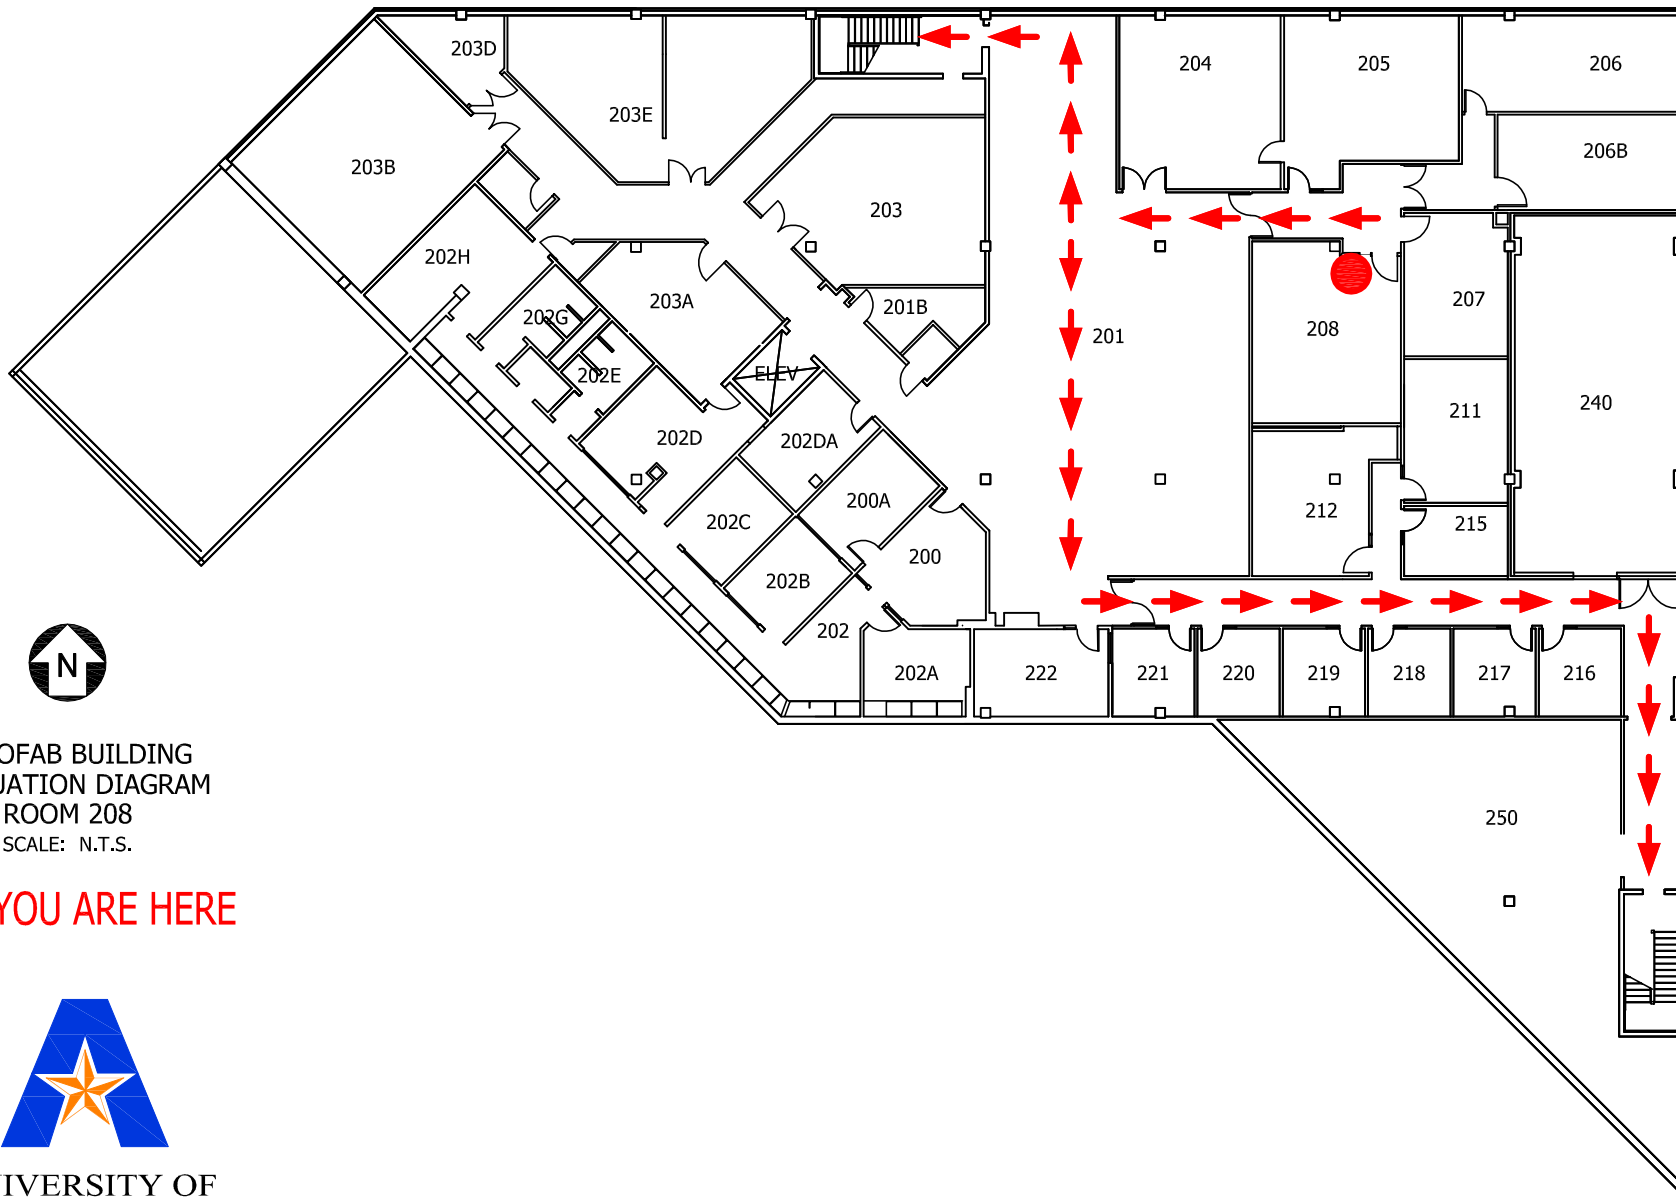 203D
204
205
206
203E
203B
206B
203
202H
203A
201B
207
202G
208
201
ELEV
202E
240
211
202D
202DA
200A
202C
212
215
200
202B
202
202A
222
221
220
219
218
217
216
N
OFAB BUILDING
UATION DIAGRAM
ROOM 208
SCALE: N.T.S.
250
YOU ARE HERE
IVERSITY OF